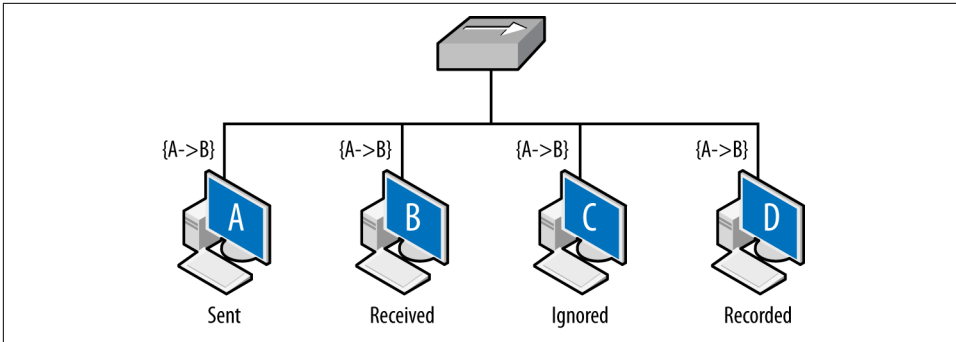 {A->B} {A->B} {A->B} {A->B}
A B C D
Sent Received Ignored Recorded